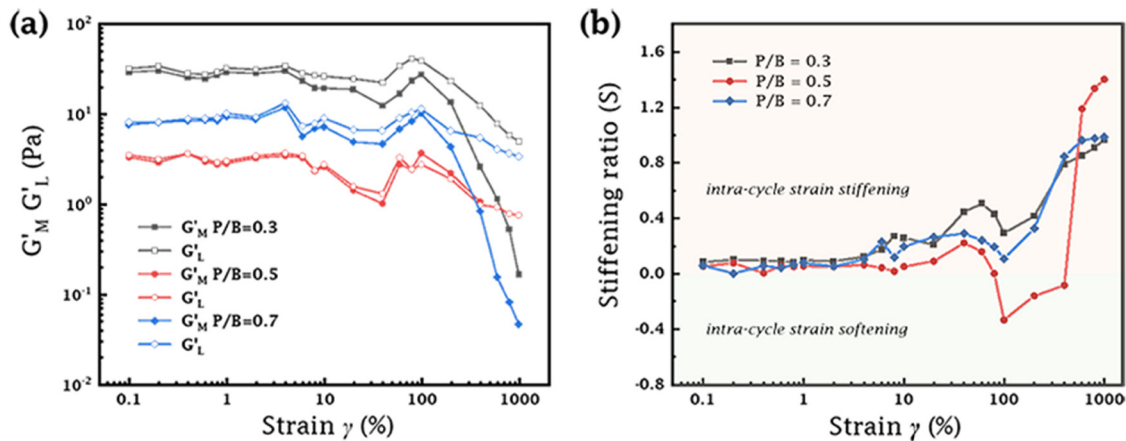 (a)
10²
10¹
10⁰
10⁻¹
10⁻²
G'M G'L (Pa)
G'M P/B=0.3
G'L
G'M P/B=0.5
G'L
G'M P/B=0.7
G'L
0.1 1 10 100 1000
Strain γ (%)
(b)
1.6
1.2
0.8
0.4
0.0
-0.4
-0.8
Stiffening ratio (S)
P/B = 0.3
P/B = 0.5
P/B = 0.7
intra-cycle strain stiffening
intra-cycle strain softening
0.1 1 10 100 1000
Strain γ (%)